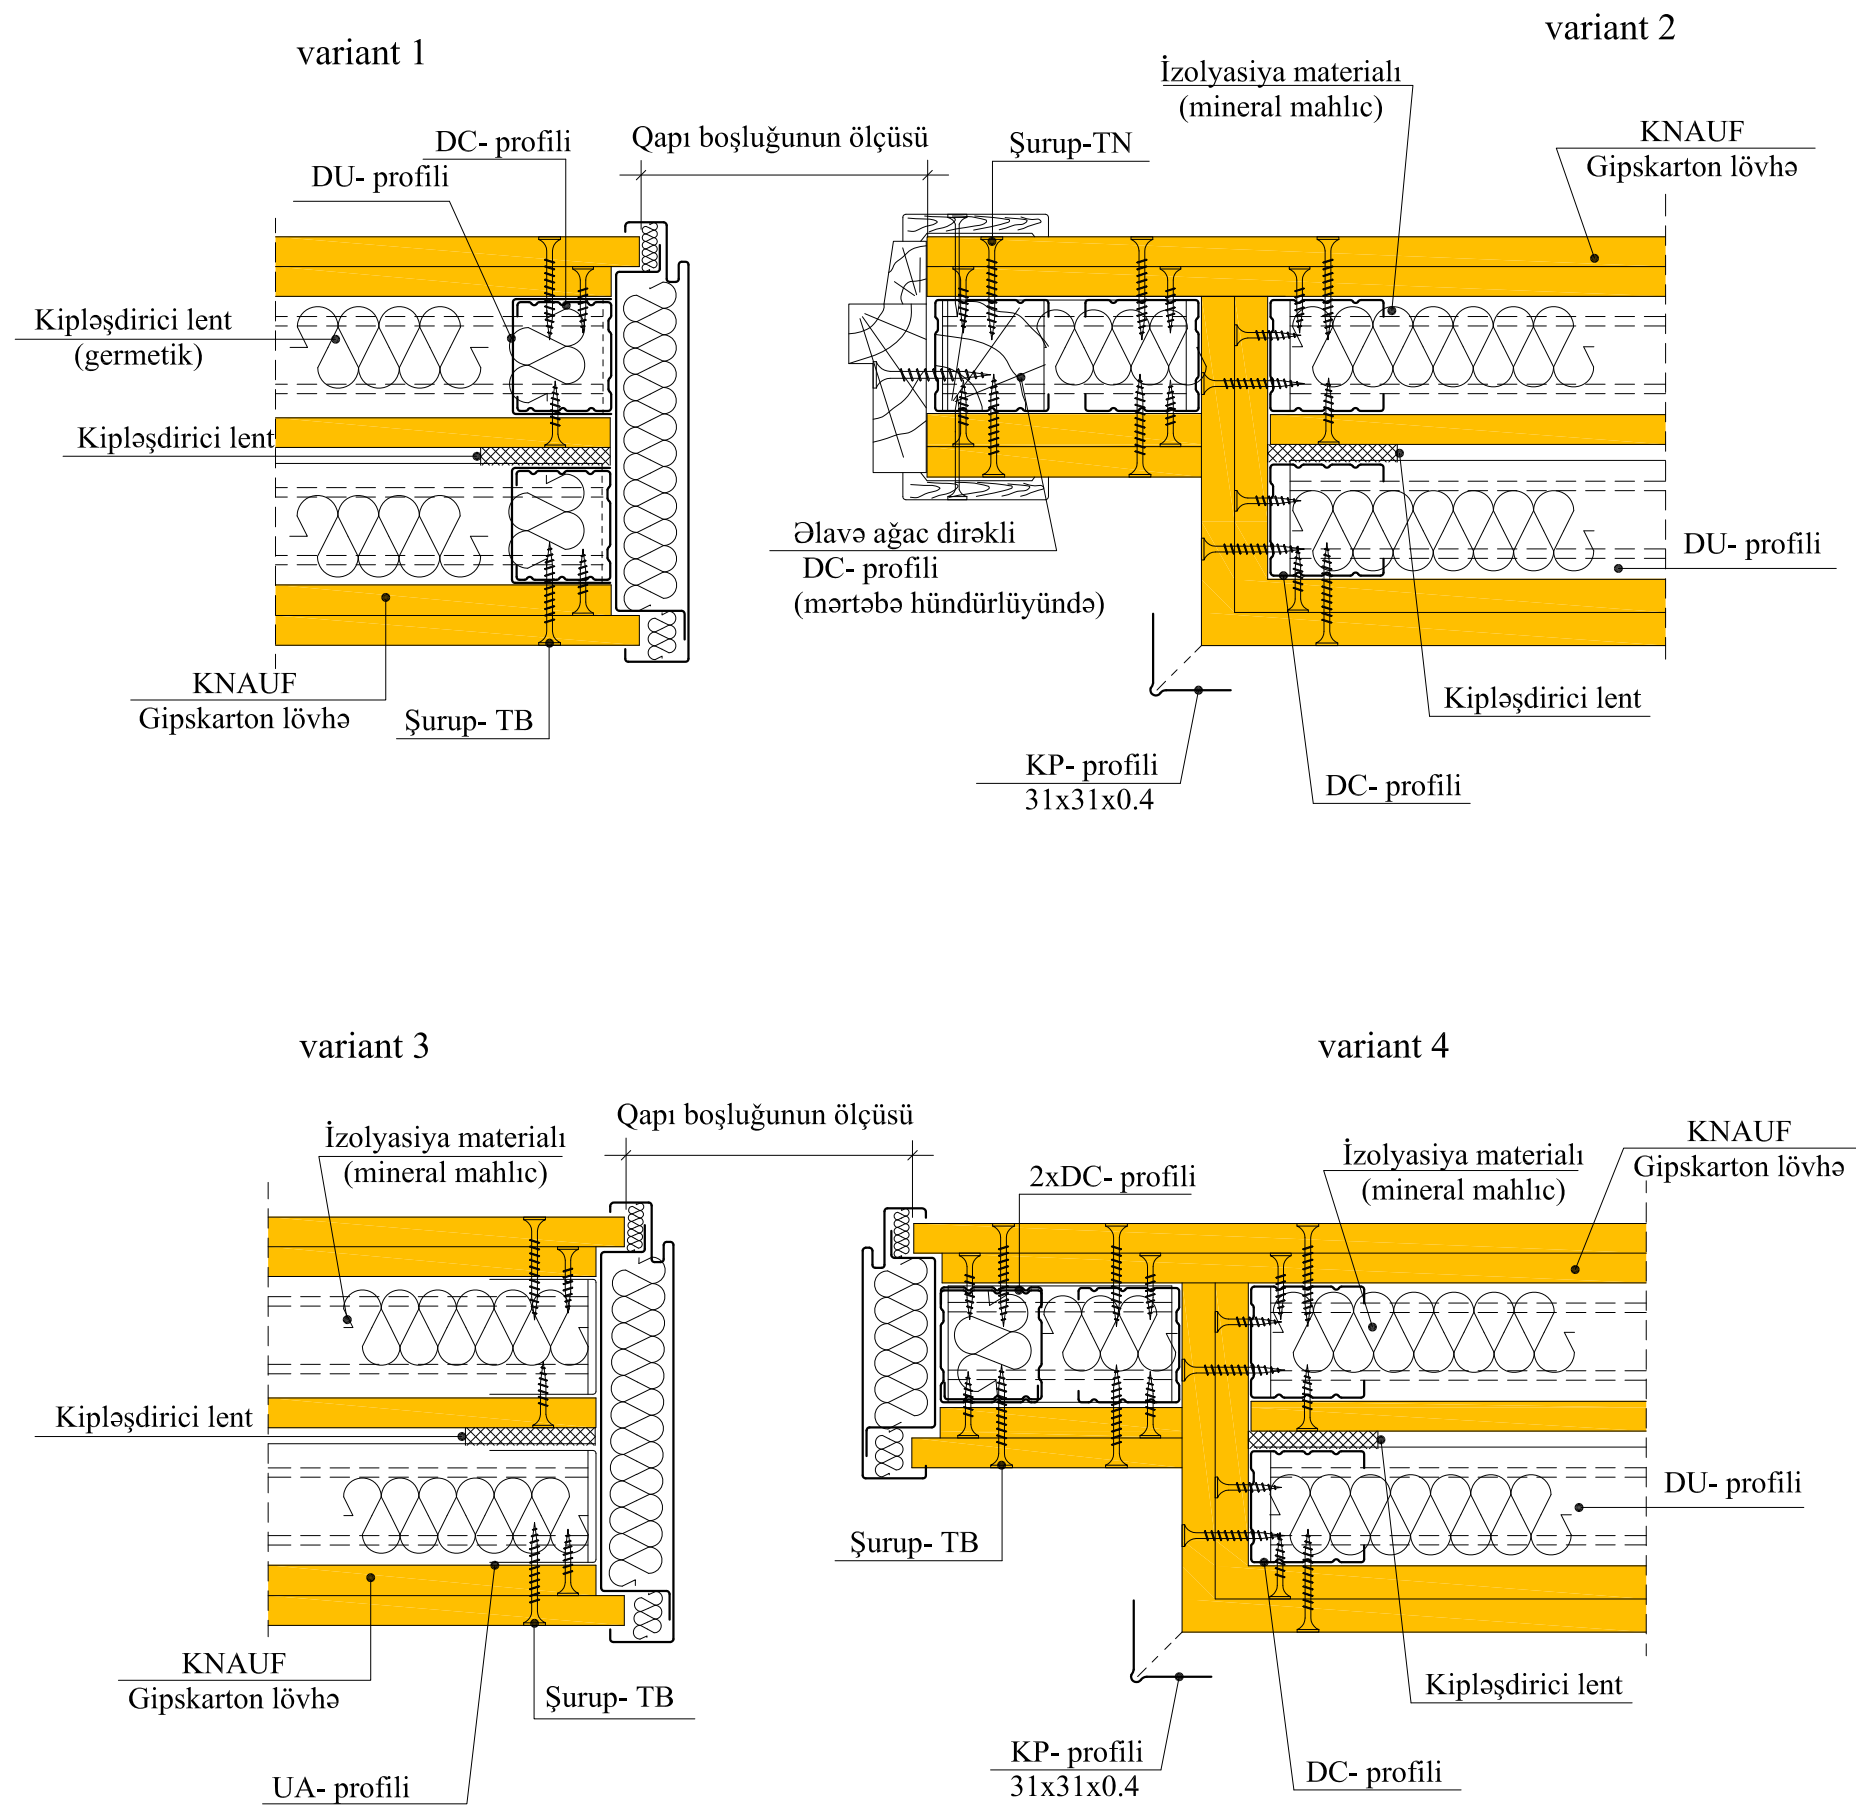 variant 1
variant 2
İzolyasiya materialı
(mineral mahlıc)
DC- profili
Qapı boşluğunun ölçüsü
Şurup-TN
KNAUF
Gipskarton lövhə
DU- profili
Kipləşdirici lent
(germetik)
Kipləşdirici lent
Əlavə ağac dirəkli
DC- profili
(mərtəbə hündürlüyündə)
DU- profili
KNAUF
Gipskarton lövhə
Şurup- TB
Kipləşdirici lent
KP- profili
31x31x0.4
DC- profili
variant 3
variant 4
Qapı boşluğunun ölçüsü
İzolyasiya materialı
(mineral mahlıc)
2xDC- profili
İzolyasiya materialı
(mineral mahlıc)
KNAUF
Gipskarton lövhə
Kipləşdirici lent
DU- profili
Şurup- TB
KNAUF
Gipskarton lövhə
Şurup- TB
Kipləşdirici lent
UA- profili
KP- profili
31x31x0.4
DC- profili